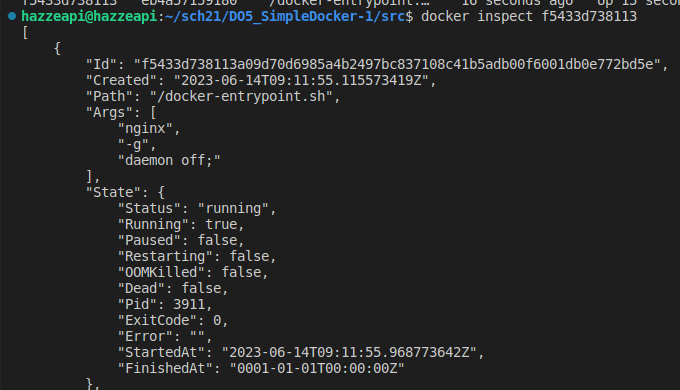 f5433d738113 eb4a57159180 "/docker-entrypoint.… 16 seconds ago Up 15 seco
hazzeapi@hazzeapi:~/sch21/DO5_SimpleDocker-1/src$ docker inspect f5433d738113
[
    {
        "Id": "f5433d738113a09d70d6985a4b2497bc837108c41b5adb00f6001db0e772bd5e",
        "Created": "2023-06-14T09:11:55.115573419Z",
        "Path": "/docker-entrypoint.sh",
        "Args": [
            "nginx",
            "-g",
            "daemon off;"
        ],
        "State": {
            "Status": "running",
            "Running": true,
            "Paused": false,
            "Restarting": false,
            "OOMKilled": false,
            "Dead": false,
            "Pid": 3911,
            "ExitCode": 0,
            "Error": "",
            "StartedAt": "2023-06-14T09:11:55.968773642Z",
            "FinishedAt": "0001-01-01T00:00:00Z"
        },